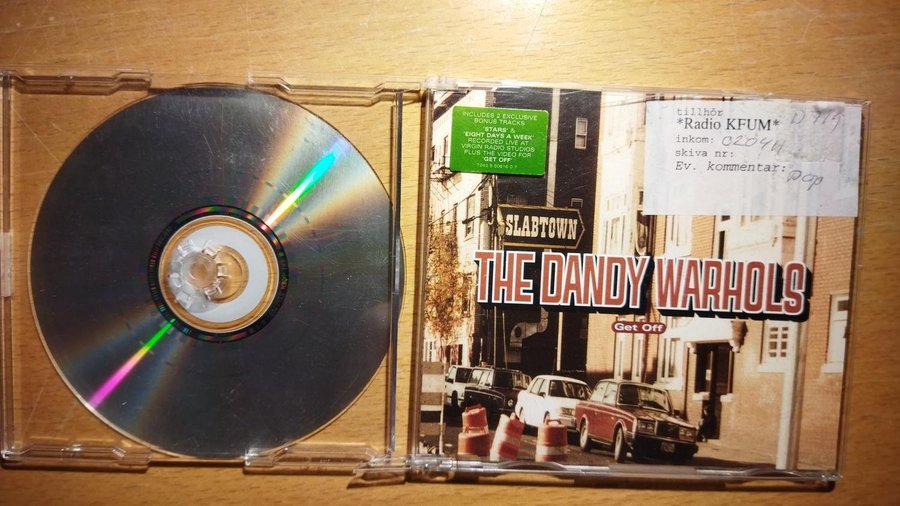 INCLUDES 2 EXCLUSIVE
BONUS TRACKS
'STARS' &
'EIGHT DAYS A WEEK'
RECORDED LIVE AT
VIRGIN RADIO STUDIOS
PLUS THE VIDEO FOR
'GET OFF'
tillhör
*Radio KFUM*
inkom:
skiva nr:
Ev. kommentar: pop
SLABTOWN
THE DANDY WARHOLS
Get Off